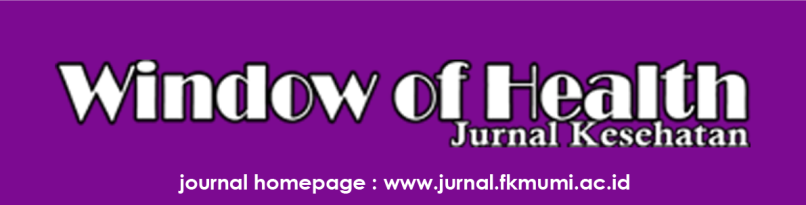 Window of Health
Jurnal Kesehatan
journal homepage : www.jurnal.fkmumi.ac.id